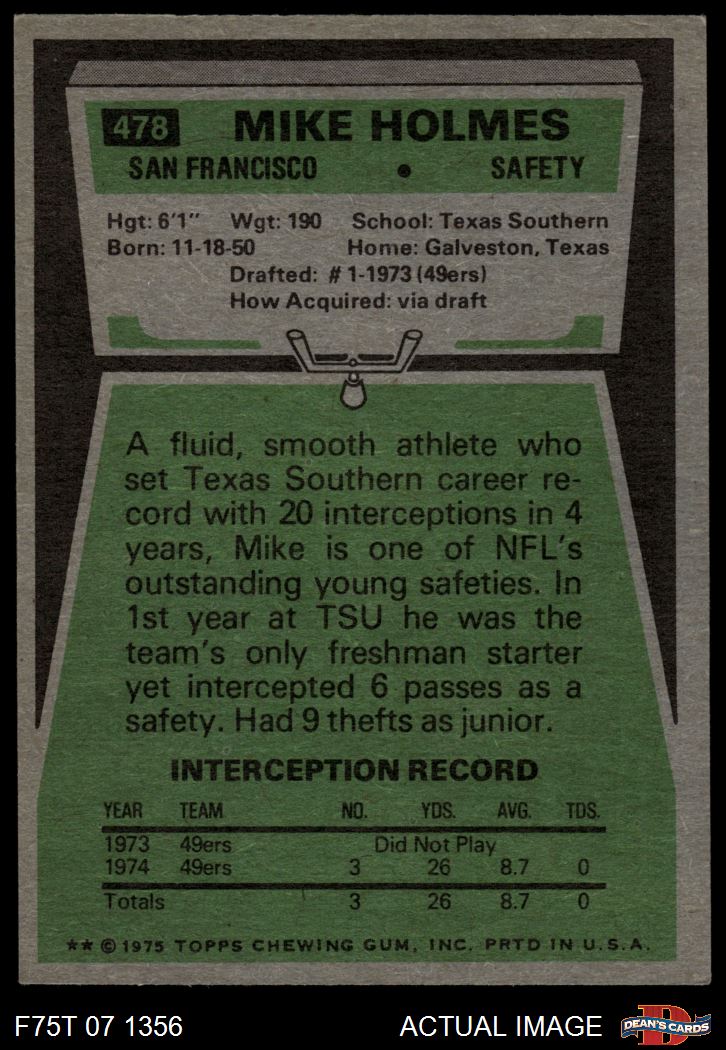 478 MIKE HOLMES
SAN FRANCISCO • SAFETY
Hgt: 6'1" Wgt: 190 School: Texas Southern
Born: 11-18-50 Home: Galveston, Texas
Drafted: # 1-1973 (49ers)
How Acquired: via draft
A fluid, smooth athlete who
set Texas Southern career re-
cord with 20 interceptions in 4
years, Mike is one of NFL's
outstanding young safeties. In
1st year at TSU he was the
team's only freshman starter
yet intercepted 6 passes as a
safety. Had 9 thefts as junior.
INTERCEPTION RECORD
YEAR TEAM NO. YDS. AVG. TDS.
1973 49ers Did Not Play
1974 49ers 3 26 8.7 0
Totals 3 26 8.7 0
** © 1975 TOPPS CHEWING GUM, INC. PRTD IN U.S.A.
F75T 07 1356 ACTUAL IMAGE D DEAN'S CARDS